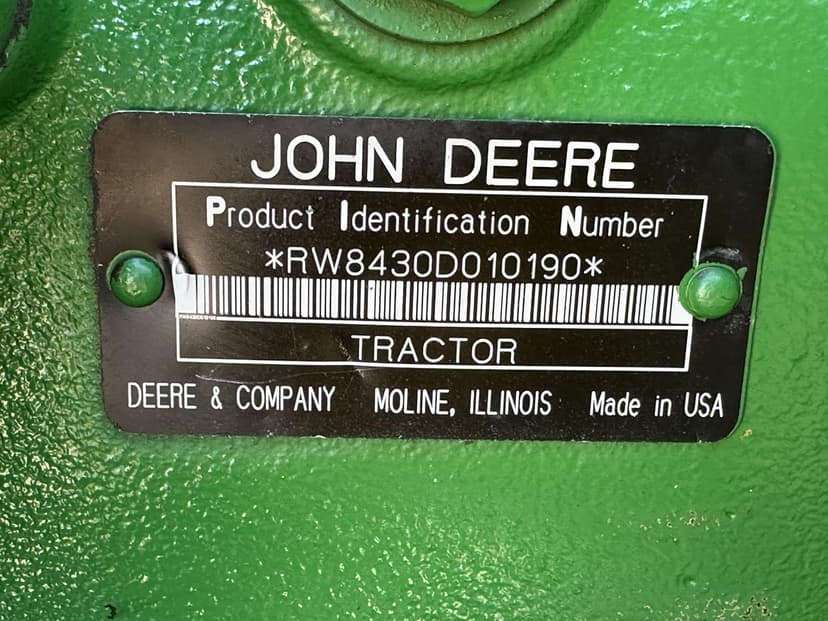 JOHN DEERE
Product Identification Number
*RW8430D010190*
TRACTOR
DEERE & COMPANY MOLINE, ILLINOIS Made in USA